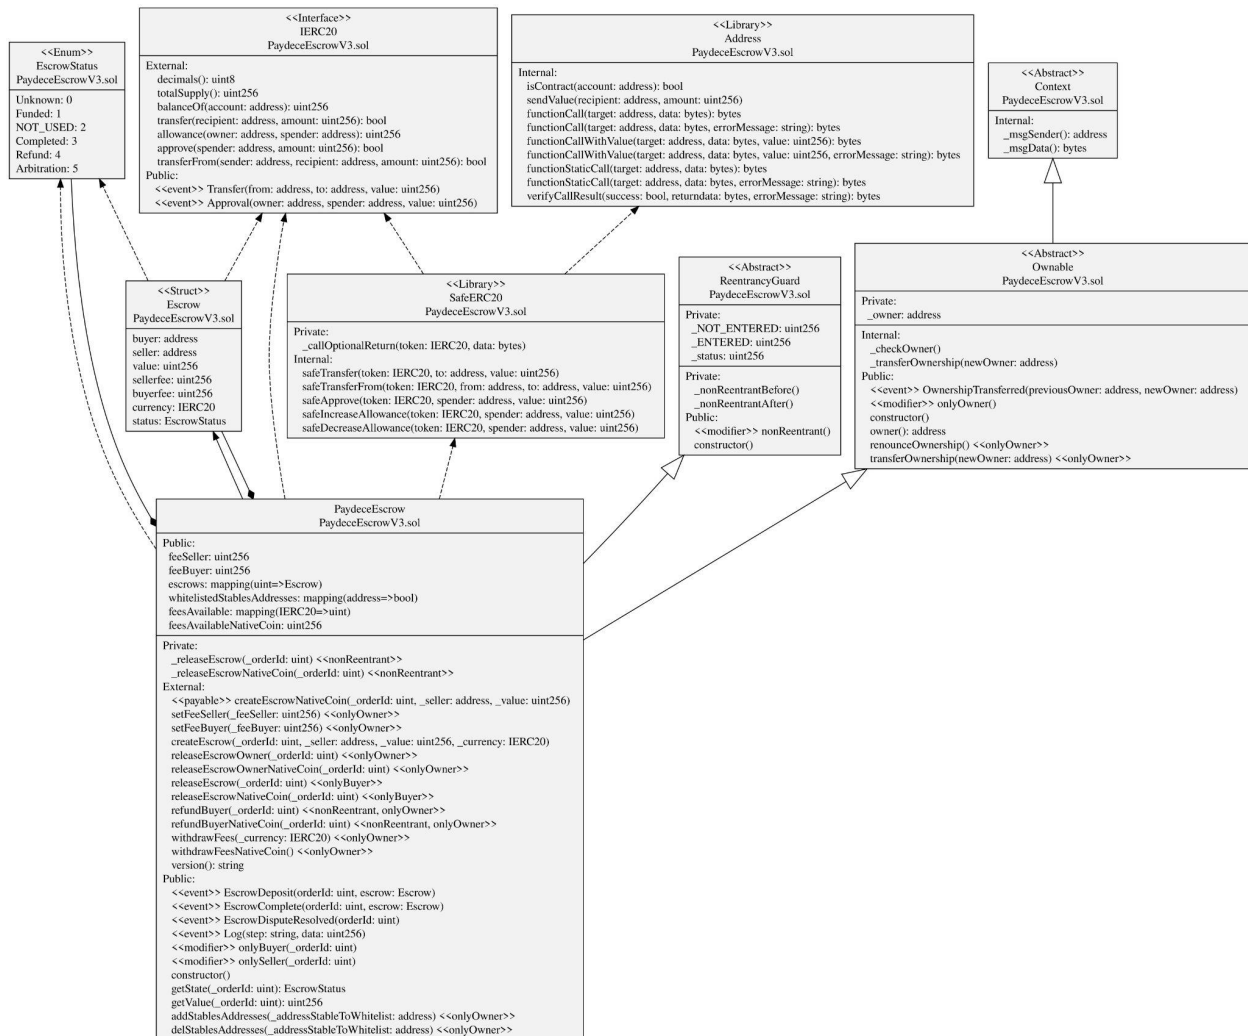 <<Enum>>
EscrowStatus
PaydeceEscrowV3.sol
Unknown: 0
Funded: 1
NOT_USED: 2
Completed: 3
Refund: 4
Arbitration: 5
<<Interface>>
IERC20
PaydeceEscrowV3.sol
External:
decimals(): uint8
totalSupply(): uint256
balanceOf(account: address): uint256
transfer(recipient: address, amount: uint256): bool
allowance(owner: address, spender: address): uint256
approve(spender: address, amount: uint256): bool
transferFrom(sender: address, recipient: address, amount: uint256): bool
Public:
<<event>> Transfer(from: address, to: address, value: uint256)
<<event>> Approval(owner: address, spender: address, value: uint256)
<<Library>>
Address
PaydeceEscrowV3.sol
Internal:
isContract(account: address): bool
sendValue(recipient: address, amount: uint256)
functionCall(target: address, data: bytes): bytes
functionCall(target: address, data: bytes, errorMessage: string): bytes
functionCallWithValue(target: address, data: bytes, value: uint256): bytes
functionCallWithValue(target: address, data: bytes, value: uint256, errorMessage: string): bytes
functionStaticCall(target: address, data: bytes): bytes
functionStaticCall(target: address, data: bytes, errorMessage: string): bytes
verifyCallResult(success: bool, returndata: bytes, errorMessage: string): bytes
<<Abstract>>
Context
PaydeceEscrowV3.sol
Internal:
_msgSender(): address
_msgData(): bytes
<<Struct>>
Escrow
PaydeceEscrowV3.sol
buyer: address
seller: address
value: uint256
sellerfee: uint256
buyerfee: uint256
currency: IERC20
status: EscrowStatus
<<Library>>
SafeERC20
PaydeceEscrowV3.sol
Private:
_callOptionalReturn(token: IERC20, data: bytes)
Internal:
safeTransfer(token: IERC20, to: address, value: uint256)
safeTransferFrom(token: IERC20, from: address, to: address, value: uint256)
safeApprove(token: IERC20, spender: address, value: uint256)
safeIncreaseAllowance(token: IERC20, spender: address, value: uint256)
safeDecreaseAllowance(token: IERC20, spender: address, value: uint256)
<<Abstract>>
ReentrancyGuard
PaydeceEscrowV3.sol
Private:
_NOT_ENTERED: uint256
_ENTERED: uint256
_status: uint256
Private:
_nonReentrantBefore()
_nonReentrantAfter()
Public:
<<modifier>> nonReentrant()
constructor()
<<Abstract>>
Ownable
PaydeceEscrowV3.sol
Private:
_owner: address
Internal:
_checkOwner()
_transferOwnership(newOwner: address)
Public:
<<event>> OwnershipTransferred(previousOwner: address, newOwner: address)
<<modifier>> onlyOwner()
constructor()
owner(): address
renounceOwnership() <<onlyOwner>>
transferOwnership(newOwner: address) <<onlyOwner>>
PaydeceEscrow
PaydeceEscrowV3.sol
Public:
feeSeller: uint256
feeBuyer: uint256
escrows: mapping(uint=>Escrow)
whitelistedStablesAddresses: mapping(address=>bool)
feesAvailable: mapping(IERC20=>uint)
feesAvailableNativeCoin: uint256
Private:
_releaseEscrow(_orderId: uint) <<nonReentrant>>
_releaseEscrowNativeCoin(_orderId: uint) <<nonReentrant>>
External:
<<payable>> createEscrowNativeCoin(_orderId: uint, _seller: address, _value: uint256)
setFeeSeller(_feeSeller: uint256) <<onlyOwner>>
setFeeBuyer(_feeBuyer: uint256) <<onlyOwner>>
createEscrow(_orderId: uint, _seller: address, _value: uint256, _currency: IERC20)
releaseEscrowOwner(_orderId: uint) <<onlyOwner>>
releaseEscrowOwnerNativeCoin(_orderId: uint) <<onlyOwner>>
releaseEscrow(_orderId: uint) <<onlyBuyer>>
releaseEscrowNativeCoin(_orderId: uint) <<onlyBuyer>>
refundBuyer(_orderId: uint) <<nonReentrant, onlyOwner>>
refundBuyerNativeCoin(_orderId: uint) <<nonReentrant, onlyOwner>>
withdrawFees(_currency: IERC20) <<onlyOwner>>
withdrawFeesNativeCoin() <<onlyOwner>>
version(): string
Public:
<<event>> EscrowDeposit(orderId: uint, escrow: Escrow)
<<event>> EscrowComplete(orderId: uint, escrow: Escrow)
<<event>> EscrowDisputeResolved(orderId: uint)
<<event>> Log(step: string, data: uint256)
<<modifier>> onlyBuyer(_orderId: uint)
<<modifier>> onlySeller(_orderId: uint)
constructor()
getState(_orderId: uint): EscrowStatus
getValue(_orderId: uint): uint256
addStablesAddresses(_addressStableToWhitelist: address) <<onlyOwner>>
delStablesAddresses(_addressStableToWhitelist: address) <<onlyOwner>>